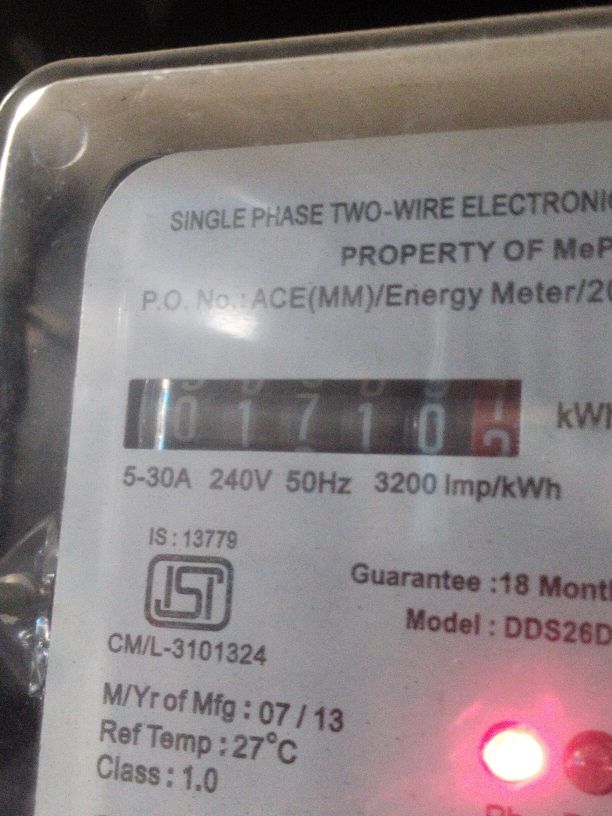 SINGLE PHASE TWO-WIRE ELECTRONIC
PROPERTY OF MeP
P.O. No.: ACE(MM)/Energy Meter/20
01710 kWh
5-30A 240V 50Hz 3200 Imp/kWh
IS : 13779
ISI
Guarantee :18 Month
Model : DDS26D
CM/L-3101324
M/Yr of Mfg : 07 / 13
Ref Temp : 27°C
Class : 1.0